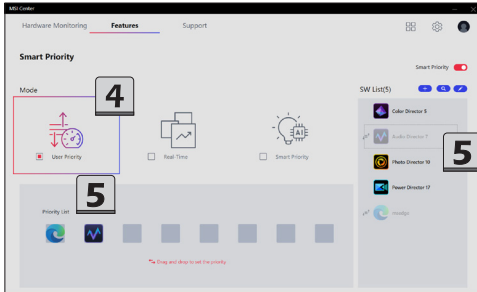 MSI Center
Hardware Monitoring
Features
Support
Smart Priority
Smart Priority
Mode
SW List(5)
4
User Priority
Real Time
AI
Smart Priority
Color Director 5
Audio Director 7
Photo Director 10
Power Director 17
msedge
5
5
Priority List
Drag and drop to set the priority